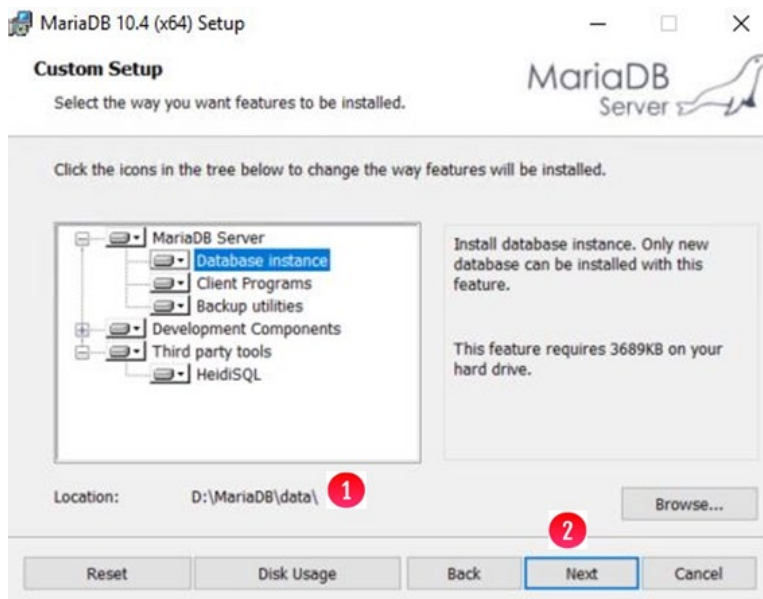 MariaDB 10.4 (x64) Setup
Custom Setup
Select the way you want features to be installed.
MariaDB
Server
Click the icons in the tree below to change the way features will be installed.
MariaDB Server
Database instance
Client Programs
Backup utilities
Development Components
Third party tools
HeidiSQL
Install database instance. Only new
database can be installed with this
feature.
This feature requires 3689KB on your
hard drive.
Location: D:\MariaDB\data\ 1
Browse...
2
Reset Disk Usage Back Next Cancel